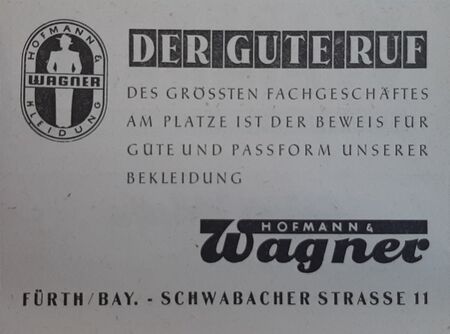 HOFMANN &
WAGNER
KLEIDUNG
DER GUTE RUF
DES GRÖSSTEN FACHGESCHÄFTES
AM PLATZE IST DER BEWEIS FÜR
GÜTE UND PASSFORM UNSERER
BEKLEIDUNG
HOFMANN &
Wagner
FÜRTH/BAY. - SCHWABACHER STRASSE 11